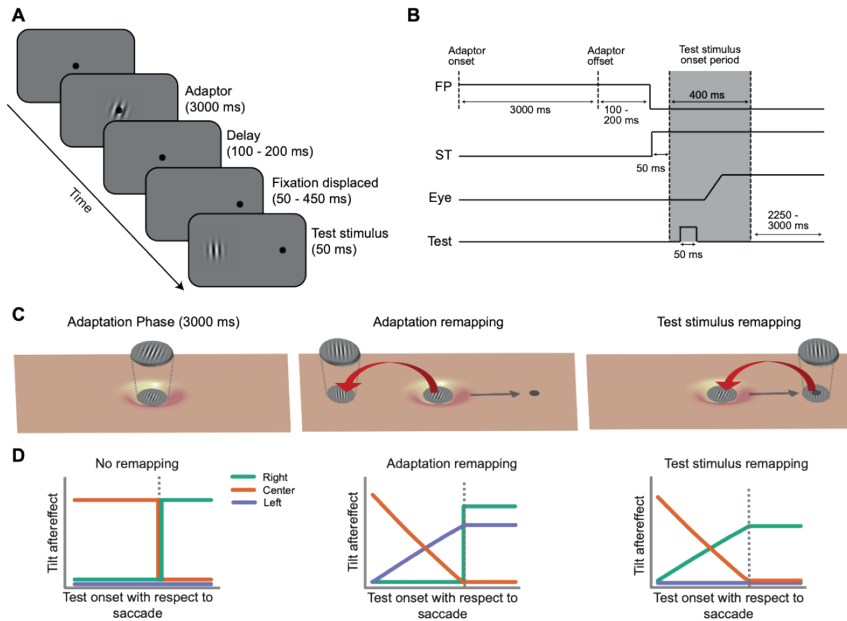 A
Adaptor
(3000 ms)
Delay
(100 - 200 ms)
Fixation displaced
(50 - 450 ms)
Test stimulus
(50 ms)
Time
B
Adaptor
onset
Adaptor
offset
Test stimulus
onset period
FP
3000 ms
100 -
200 ms
400 ms
ST
50 ms
Eye
Test
50 ms
2250 -
3000 ms
C
Adaptation Phase (3000 ms)
Adaptation remapping
Test stimulus remapping
D
No remapping
Right
Center
Left
Tilt aftereffect
Test onset with respect to
saccade
Adaptation remapping
Tilt aftereffect
Test onset with respect to
saccade
Test stimulus remapping
Tilt aftereffect
Test onset with respect to
saccade